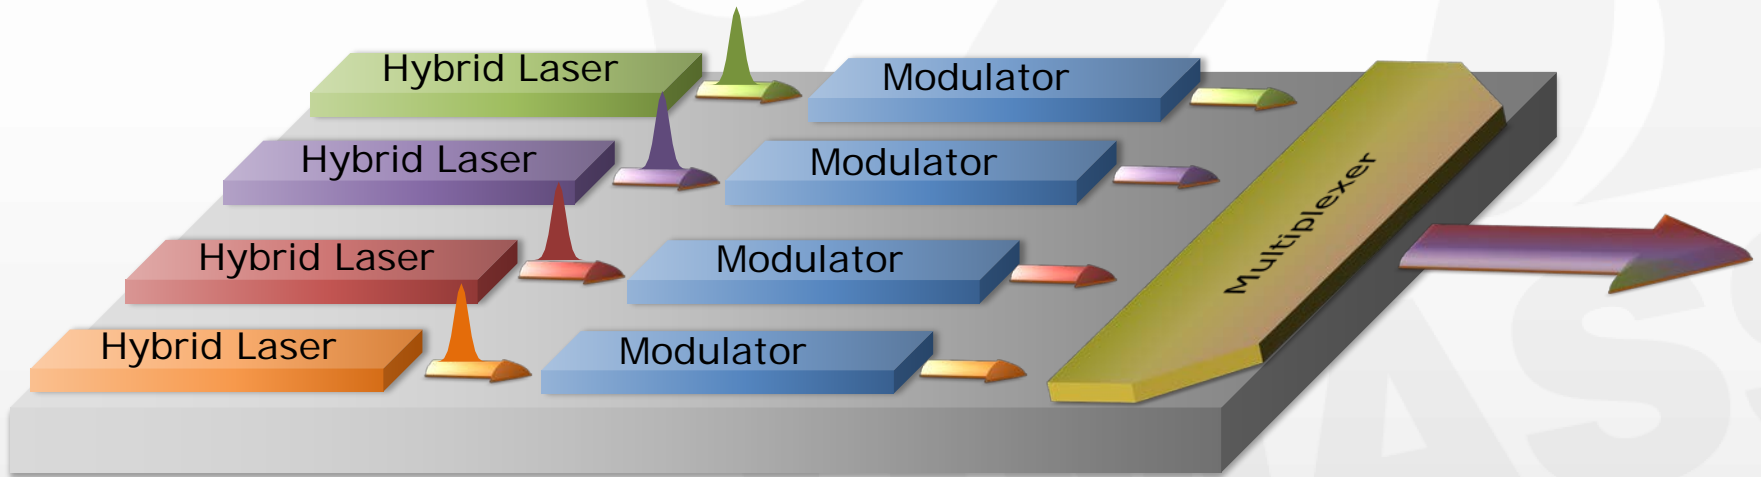 Hybrid Laser
Modulator
Hybrid Laser
Modulator
Hybrid Laser
Modulator
Hybrid Laser
Modulator
Multiplexer